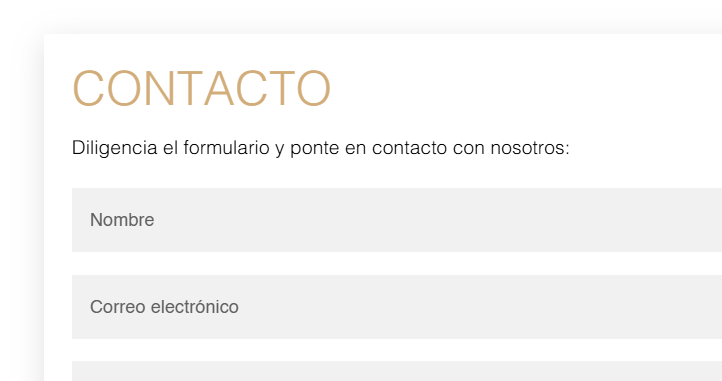 CONTACTO
Diligencia el formulario y ponte en contacto con nosotros:
Nombre
Correo electrónico